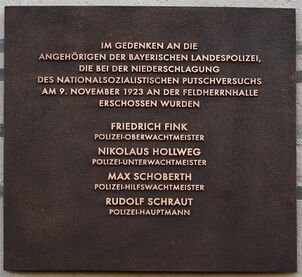 IM GEDENKEN AN DIE
ANGEHÖRIGEN DER BAYERISCHEN LANDESPOLIZEI,
DIE BEI DER NIEDERSCHLAGUNG
DES NATIONALSOZIALISTISCHEN PUTSCHVERSUCHS
AM 9. NOVEMBER 1923 AN DER FELDHERRNHALLE
ERSCHOSSEN WURDEN
FRIEDRICH FINK
POLIZEI-OBERWACHTMEISTER
NIKOLAUS HOLLWEG
POLIZEI-UNTERWACHTMEISTER
MAX SCHOBERTH
POLIZEI-HILFSWACHTMEISTER
RUDOLF SCHRAUT
POLIZEI-HAUPTMANN